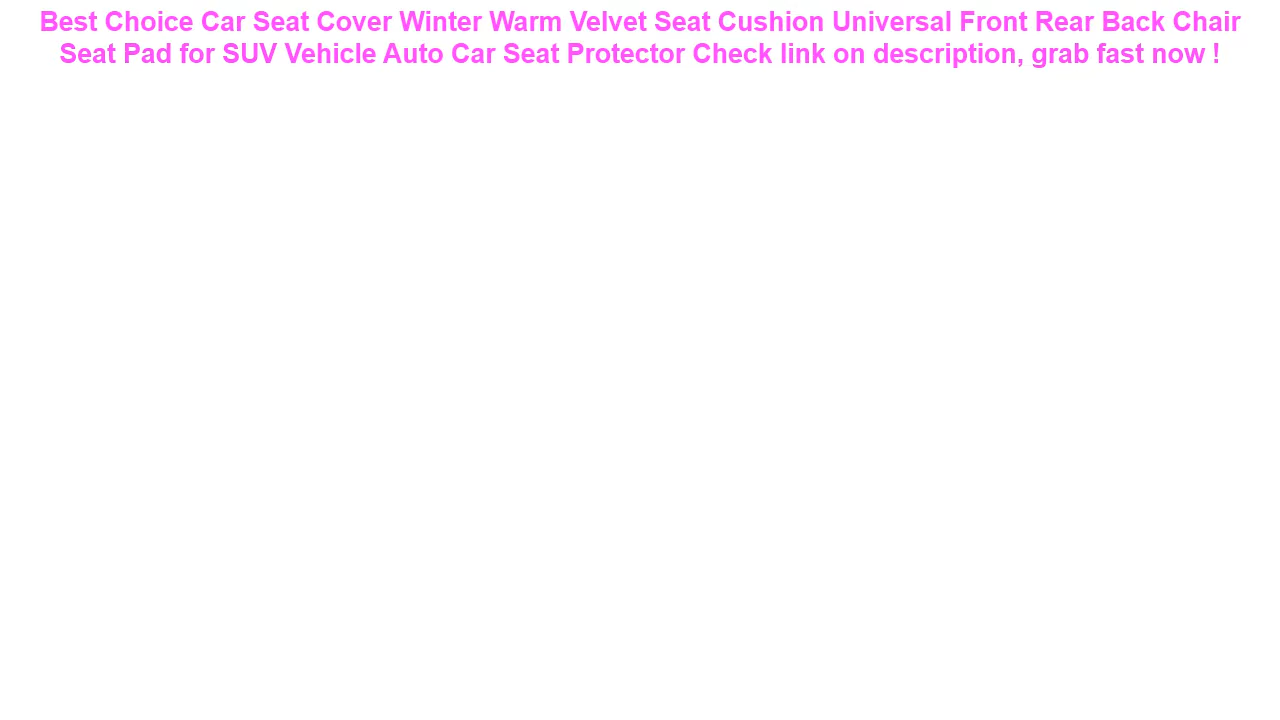 Best Choice Car Seat Cover Winter Warm Velvet Seat Cushion Universal Front Rear Back Chair
Seat Pad for SUV Vehicle Auto Car Seat Protector Check link on description, grab fast now !